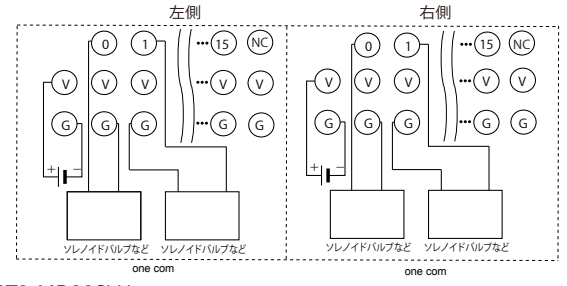 左側 右側
0 1 ···15 NC 0 1 ···15 NC
V V V ···V V V V V ···V V
G G G ···G G G G G ···G G
+ − + −
ソレノイドバルブなど ソレノイドバルブなど ソレノイドバルブなど ソレノイドバルブなど
one com one com